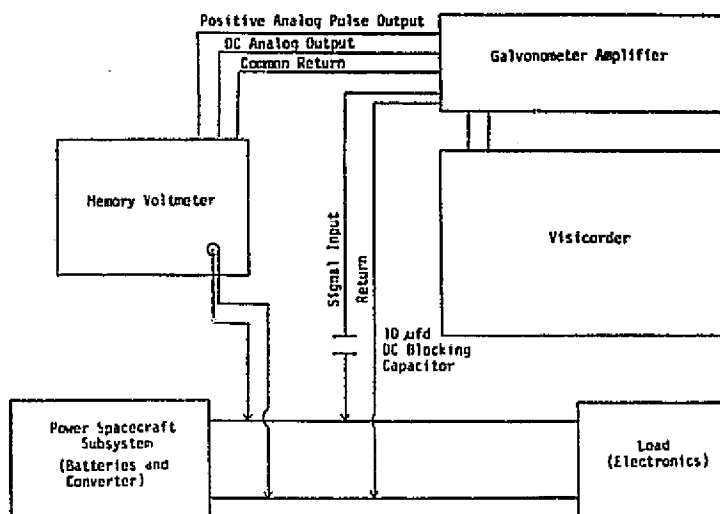 Positive Analog Pulse Output
DC Analog Output
Common Return
Galvonometer Amplifier
Memory Voltmeter
Visicorder
Signal Input
Return
10 µfd
DC Blocking
Capacitor
Power Spacecraft
Subsystem
(Batteries and
Converter)
Load
(Electronics)